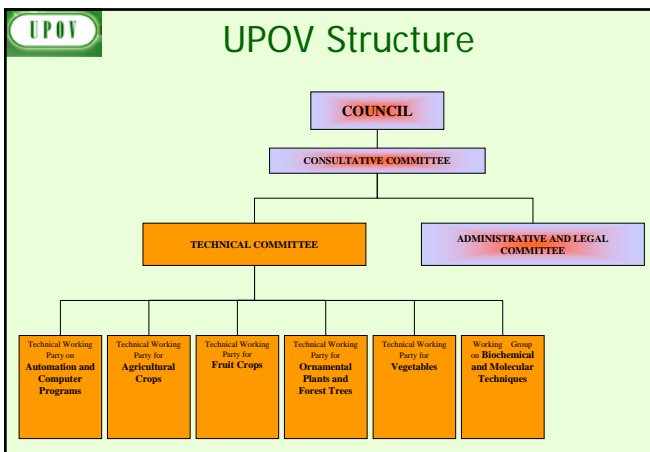 UPOV
UPOV Structure
COUNCIL
CONSULTATIVE COMMITTEE
TECHNICAL COMMITTEE
ADMINISTRATIVE AND LEGAL
COMMITTEE
Technical Working
Party on
Automation and
Computer
Programs
Technical Working
Party for
Agricultural
Crops
Technical Working
Party for
Fruit Crops
Technical Working
Party for
Ornamental
Plants and
Forest Trees
Technical Working
Party for
Vegetables
Working Group
on Biochemical
and Molecular
Techniques